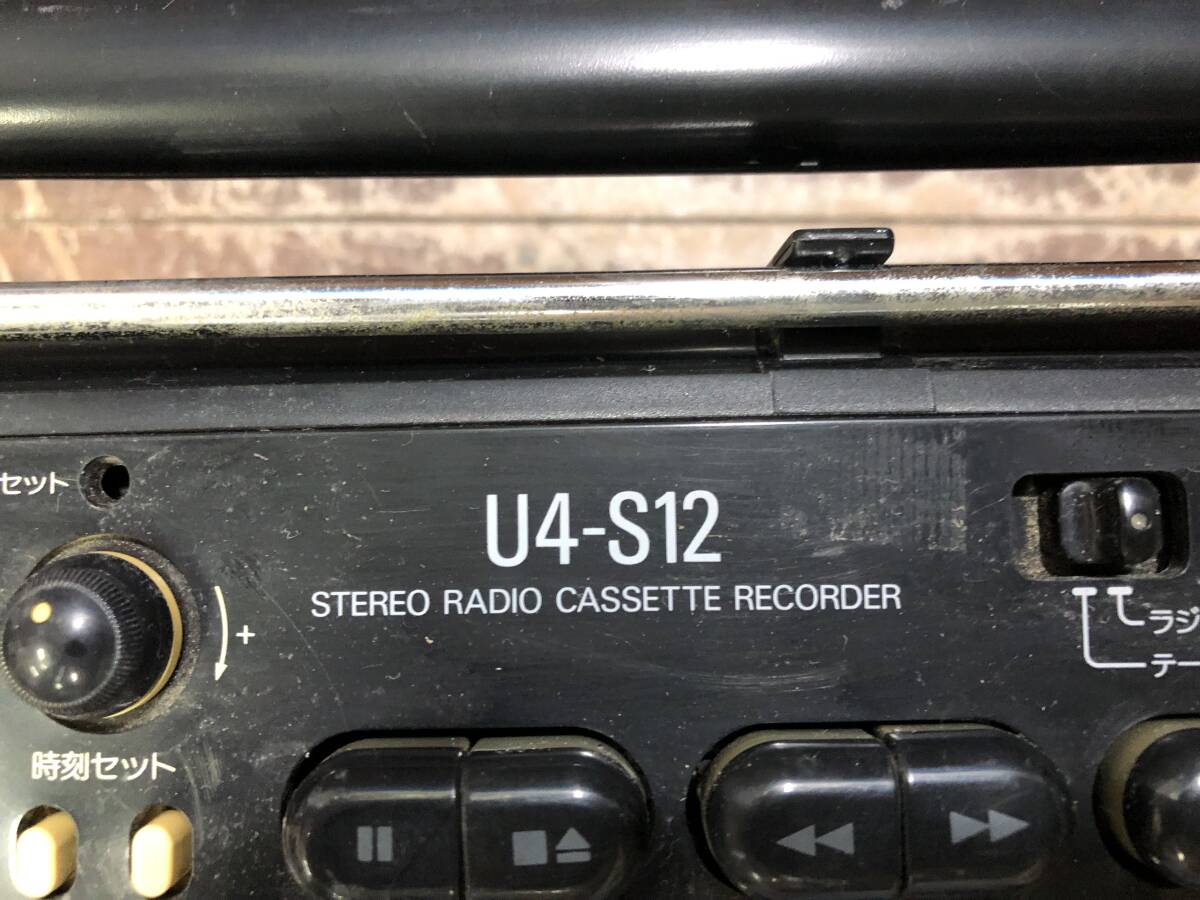 セット
U4-S12
STEREO RADIO CASSETTE RECORDER
+
ラジ
テー
時刻セット